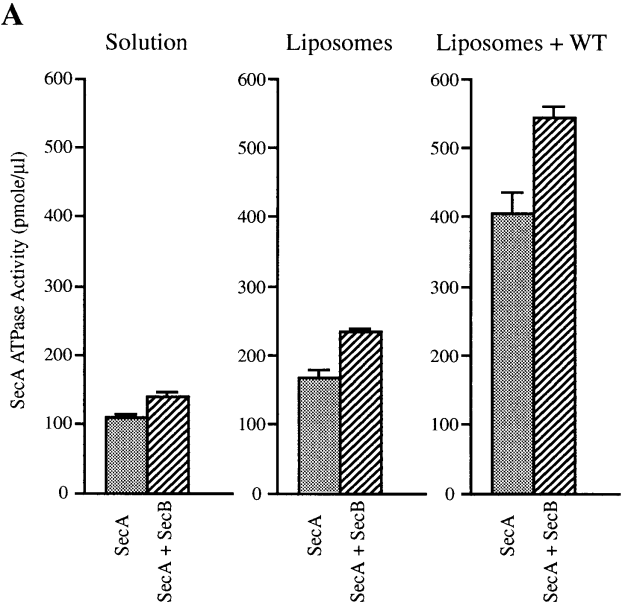 A
Solution
Liposomes
Liposomes + WT
SecA ATPase Activity (pmole/µl)
600
500
400
300
200
100
0
600
500
400
300
200
100
0
600
500
400
300
200
100
0
SecA
SecA + SecB
SecA
SecA + SecB
SecA
SecA + SecB